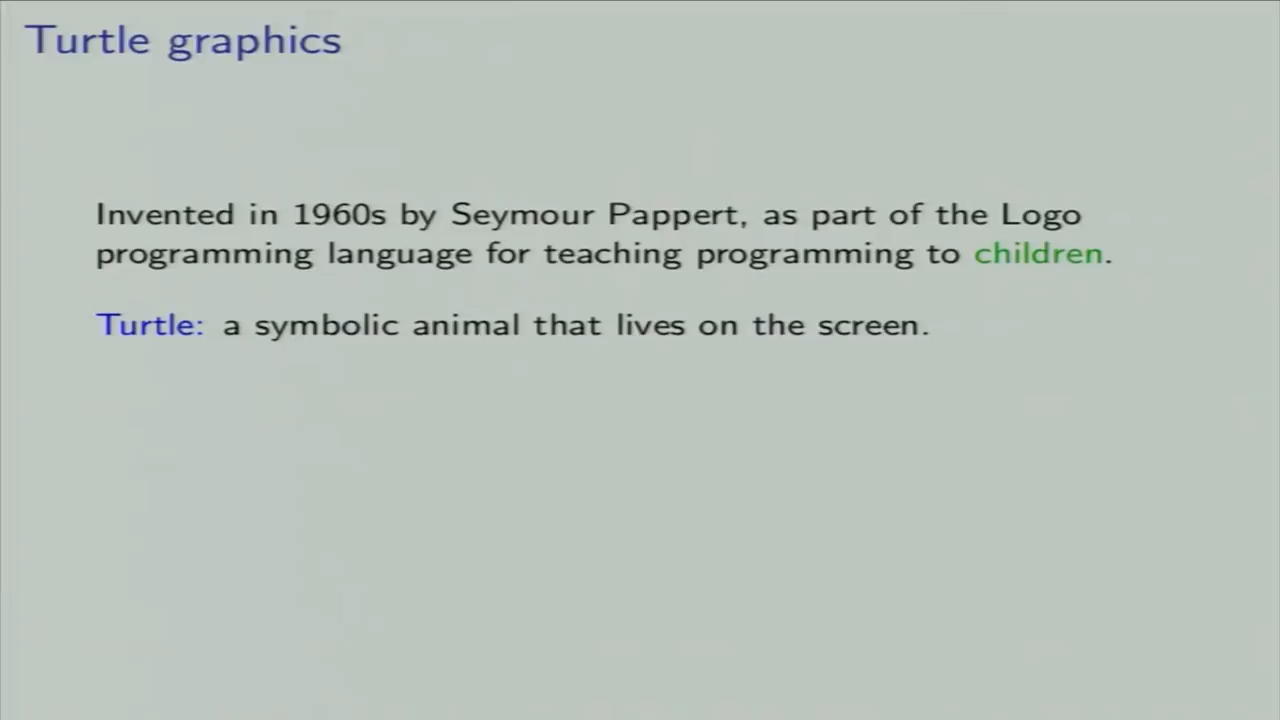 Turtle graphics
Invented in 1960s by Seymour Pappert, as part of the Logo
programming language for teaching programming to children.
Turtle: a symbolic animal that lives on the screen.